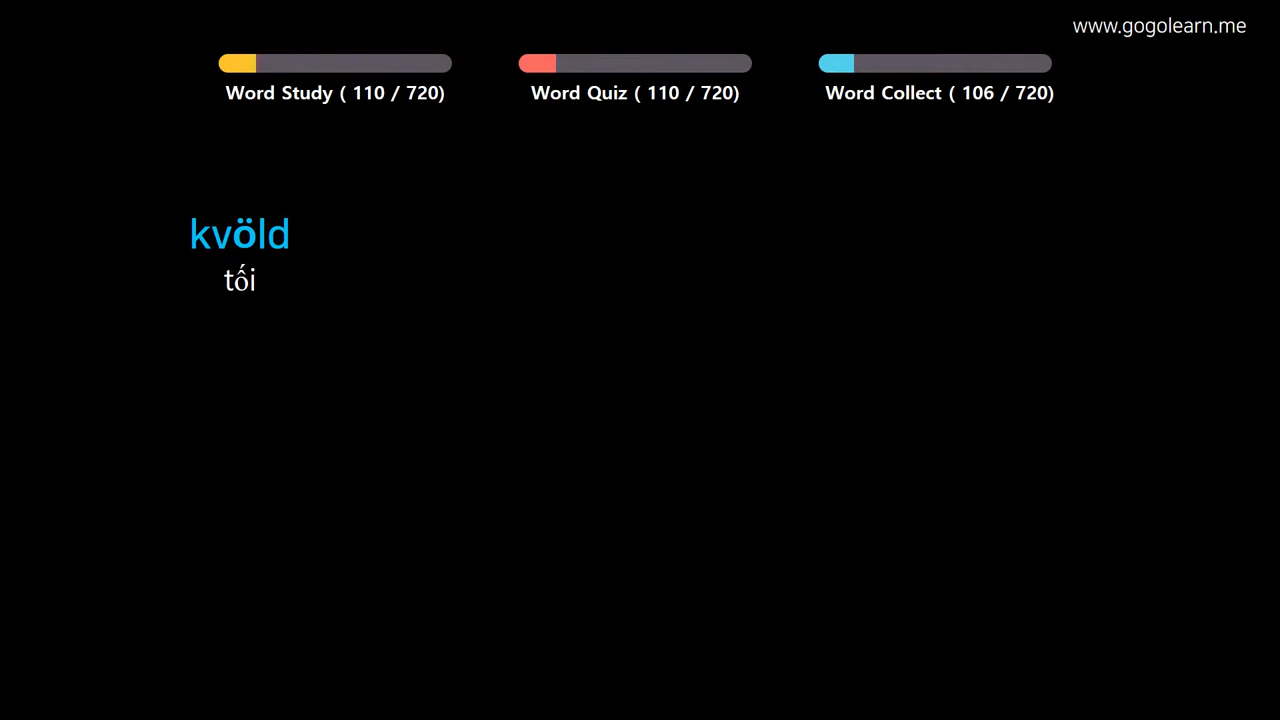 www.gogolearn.me
Word Study ( 110 / 720)
Word Quiz ( 110 / 720)
Word Collect ( 106 / 720)
kvöld
tối